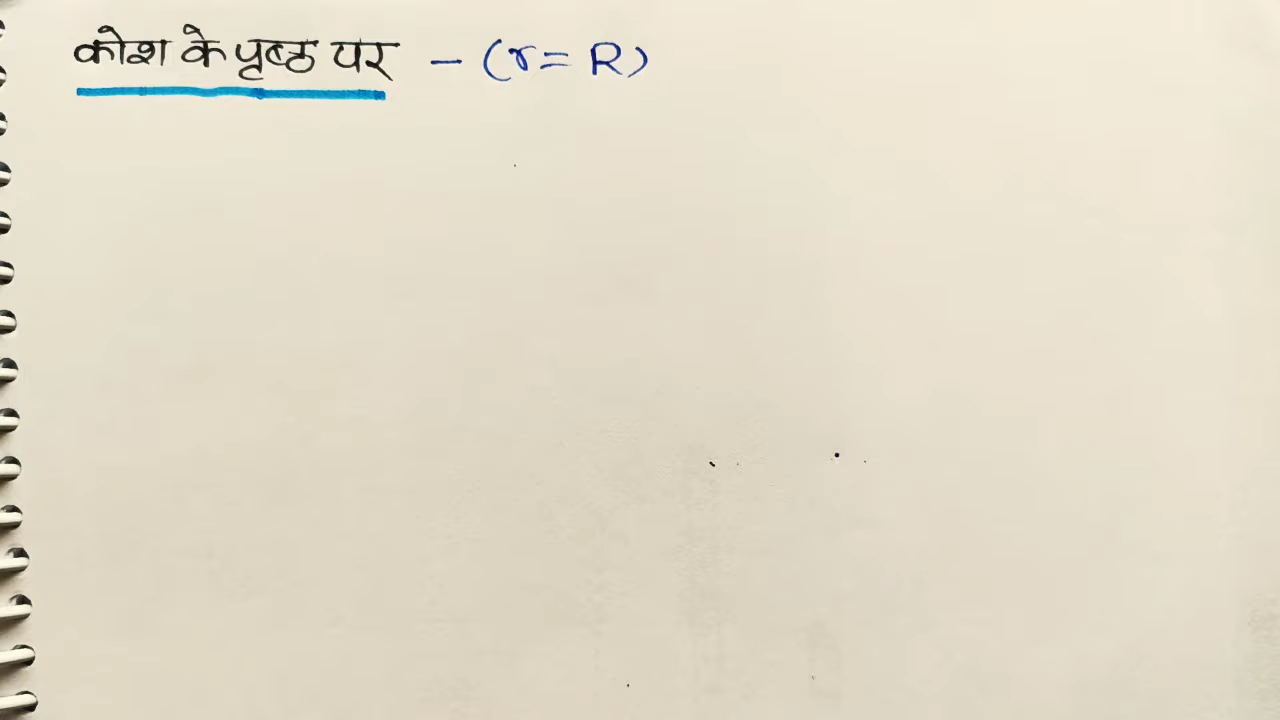 कोश के पृष्ठ पर – (r = R)